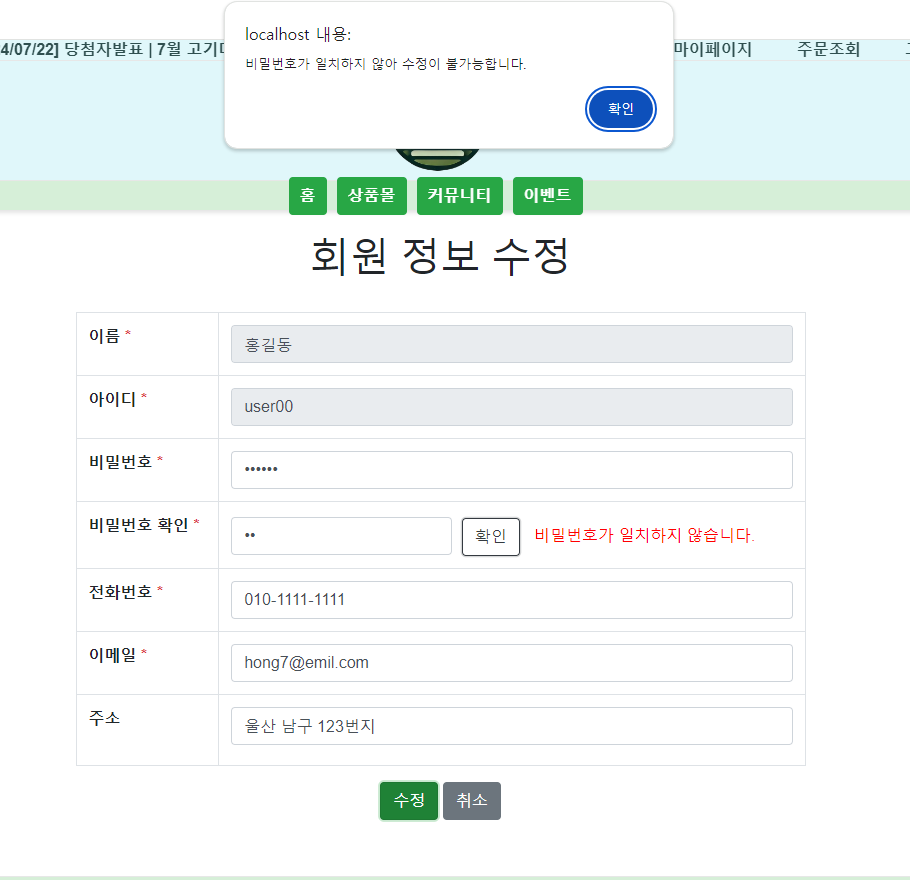 localhost 내용:
비밀번호가 일치하지 않아 수정이 불가능합니다.
확인
4/07/22] 당첨자발표 | 7월 고기
마이페이지 주문조회
홈 상품몰 커뮤니티 이벤트
회원 정보 수정
이름 * 홍길동
아이디 * user00
비밀번호 * ••••••
비밀번호 확인 * •• 확인 비밀번호가 일치하지 않습니다.
전화번호 * 010-1111-1111
이메일 * hong7@emil.com
주소 울산 남구 123번지
수정 취소